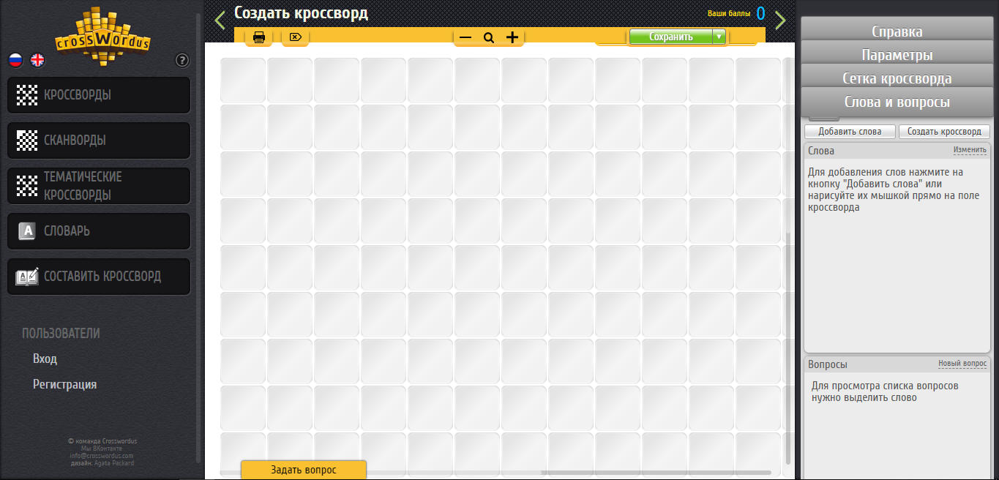 crossWordus
?
КРОССВОРДЫ
СКАНВОРДЫ
ТЕМАТИЧЕСКИЕ
КРОССВОРДЫ
A
СЛОВАРЬ
A
СОСТАВИТЬ КРОССВОРД
ПОЛЬЗОВАТЕЛИ
Вход
Регистрация
© команда Crosswordus
Мы ВКонтакте
info@crosswordus.com
дизайн: Agata Packard
Создать кроссворд
Ваши баллы 0
Сохранить
Задать вопрос
Справка
Параметры
Сетка кроссворда
Слова и вопросы
Добавить слова
Создать кроссворд
Слова
Изменить
Для добавления слов нажмите на
кнопку "Добавить слова" или
нарисуйте их мышкой прямо на поле
кроссворда
Вопросы
Новый вопрос
Для просмотра списка вопросов
нужно выделить слово